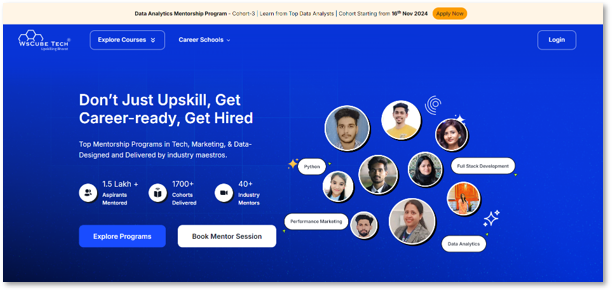 Data Analytics Mentorship Program - Cohort-3 | Learn from Top Data Analysts | Cohort Starting from 16th Nov 2024 Apply Now
WsCube Tech®
Upskilling Bharat
Explore Courses
Career Schools
Login
Don't Just Upskill, Get
Career-ready, Get Hired
Top Mentorship Programs in Tech, Marketing, & Data-
Designed and Delivered by industry maestros.
1.5 Lakh +
Aspirants
Mentored
1700+
Cohorts
Delivered
40+
Industry
Mentors
Explore Programs
Book Mentor Session
Python
Full Stack Development
Performance Marketing
Data Analytics